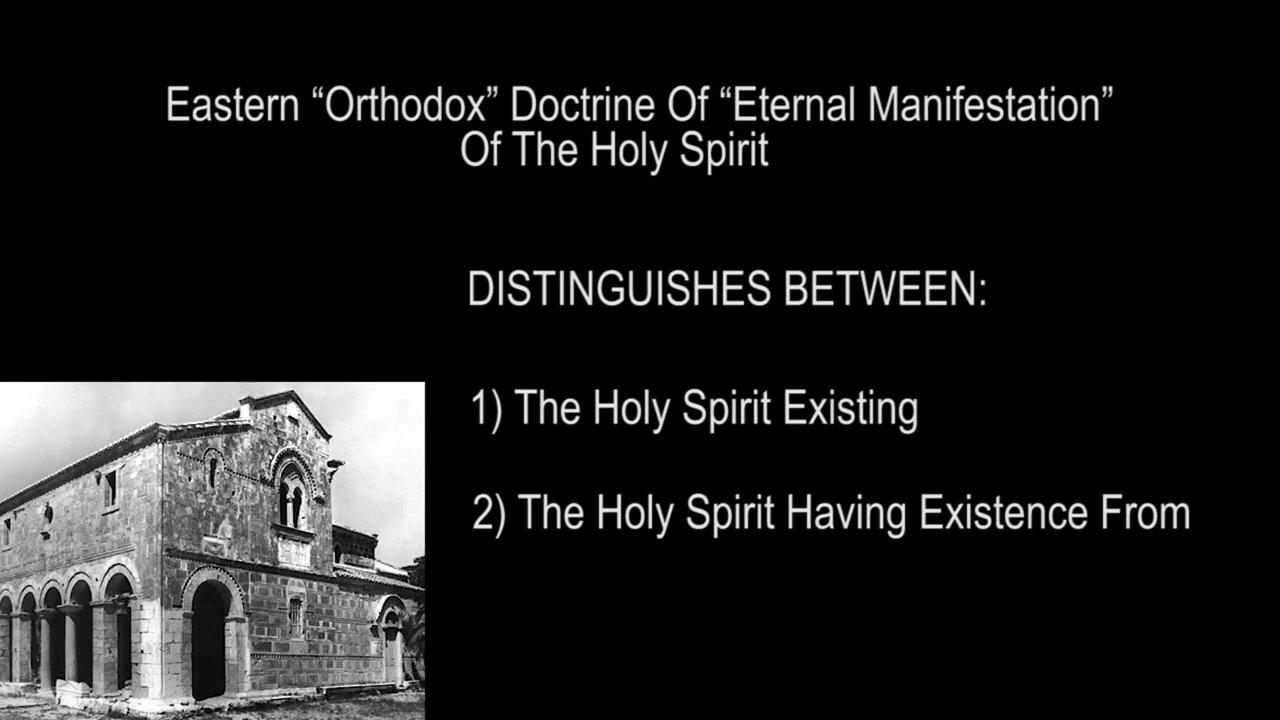 Eastern “Orthodox” Doctrine Of “Eternal Manifestation”
Of The Holy Spirit
DISTINGUISHES BETWEEN:
1) The Holy Spirit Existing
2) The Holy Spirit Having Existence From